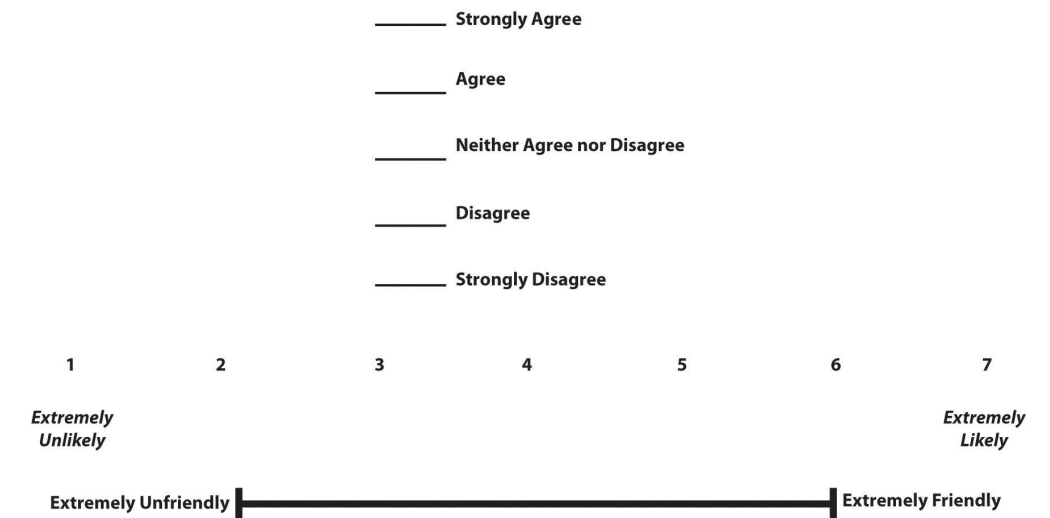 Strongly Agree
Agree
Neither Agree nor Disagree
Disagree
Strongly Disagree
1 2 3 4 5 6 7
Extremely Extremely
Unlikely Likely
Extremely Unfriendly Extremely Friendly